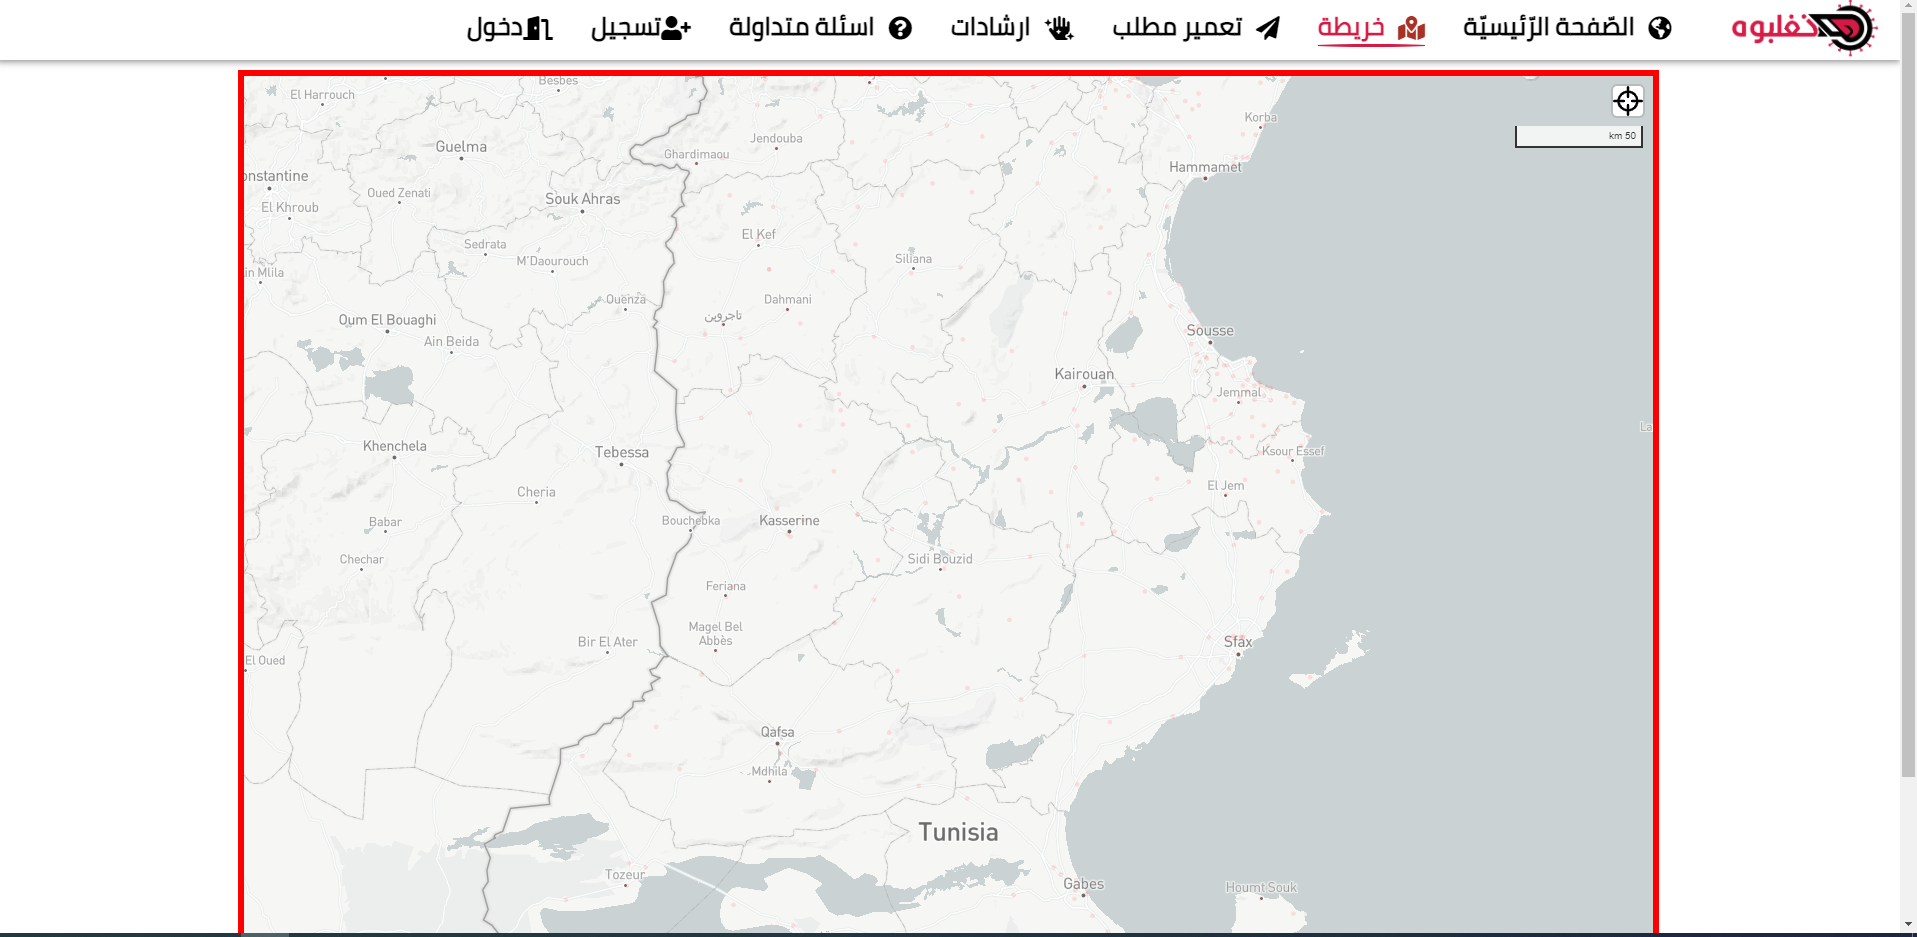 نغلبوه
الصّفحة الرّئيسيّة
خريطة
تعمير مطلب
ارشادات
اسئلة متداولة
تسجيل
دخول
km 50
Besbes
El Harrouch
Korba
Jendouba
Guelma
Ghardimaou
Hammamet
onstantine
Oued Zenati
Souk Ahras
El Khroub
El Kef
Sedrata
Siliana
M'Daourouch
in Mlila
Ouenza
Dahmani
تاجروين
Oum El Bouaghi
Sousse
Ain Beida
Kairouan
Jemmal
La
Khenchela
Tebessa
Ksour Essef
El Jem
Cheria
Babar
Bouchebka
Kasserine
Chechar
Sidi Bouzid
Feriana
Magel Bel
Abbès
Bir El Ater
Sfax
El Oued
Qafsa
Mdhila
Tunisia
Tozeur
Gabes
Houmt Souk